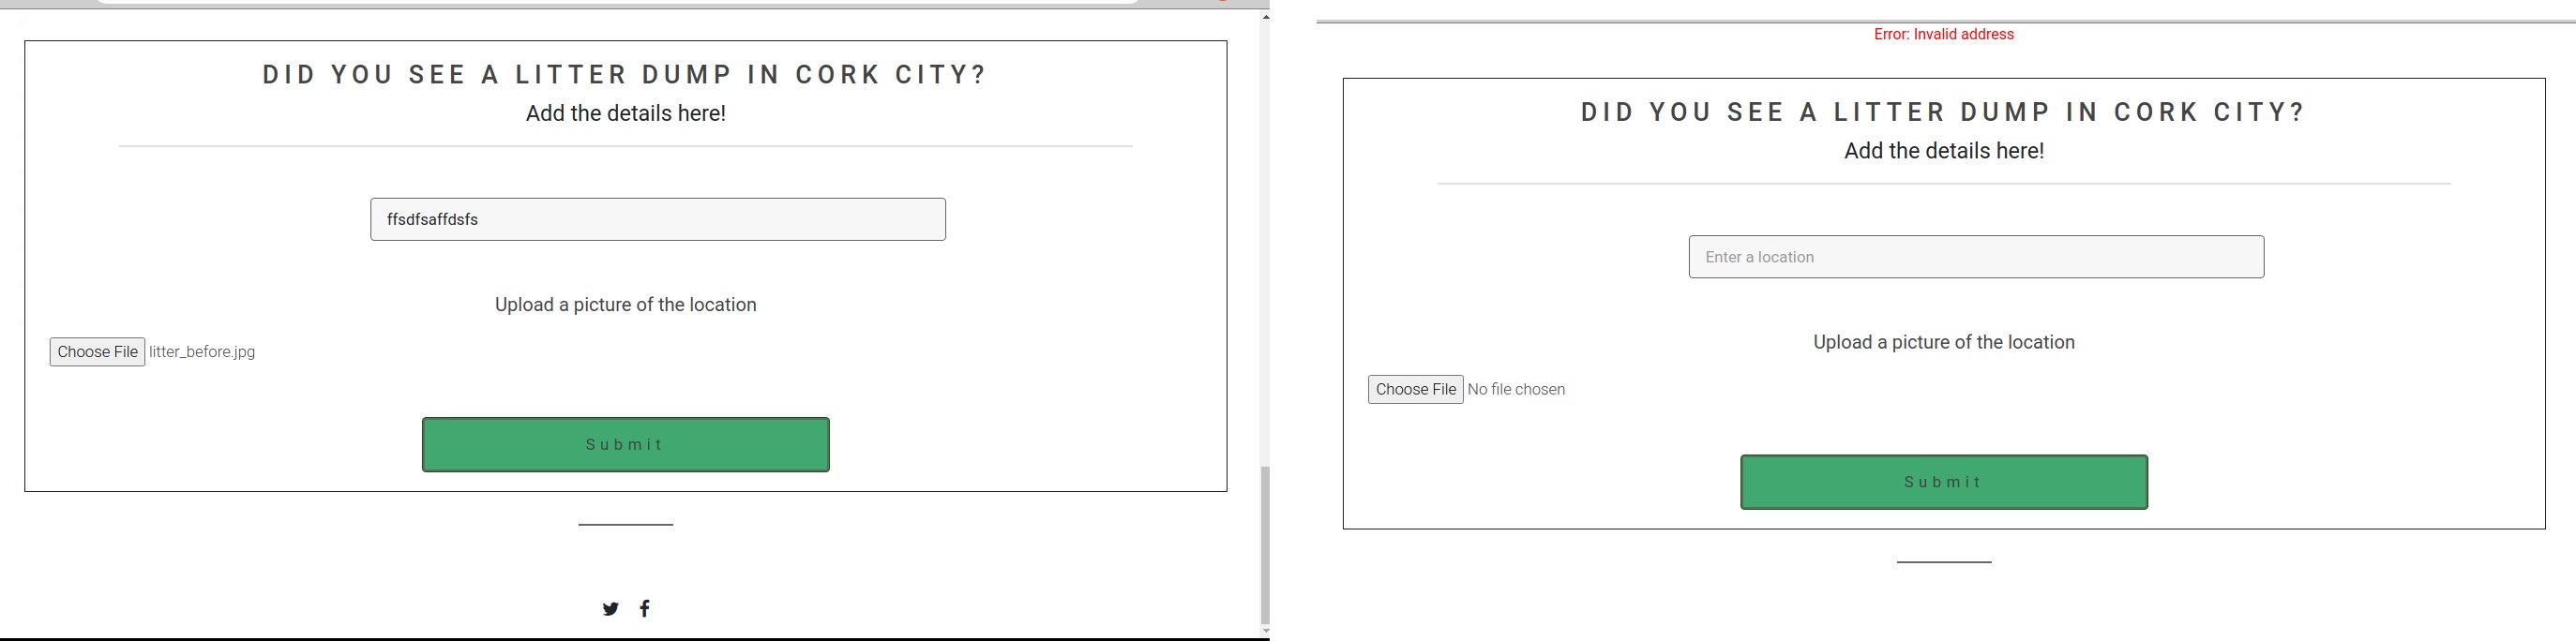 DID YOU SEE A LITTER DUMP IN CORK CITY?
Add the details here!
ffsdfsaffdsfs
Upload a picture of the location
Choose File litter_before.jpg
Submit
Error: Invalid address
DID YOU SEE A LITTER DUMP IN CORK CITY?
Add the details here!
Enter a location
Upload a picture of the location
Choose File No file chosen
Submit